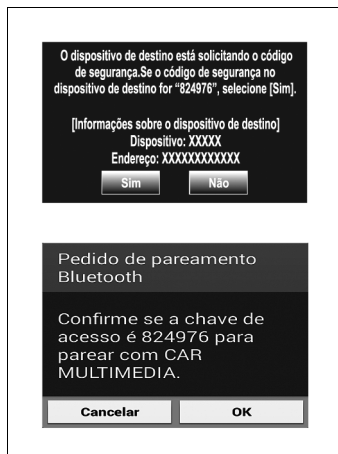 O dispositivo de destino está solicitando o código
de segurança.Se o código de segurança no
dispositivo de destino for “824976”, selecione [Sim].
[Informações sobre o dispositivo de destino]
Dispositivo: XXXXX
Endereço: XXXXXXXXXXXX
Sim Não
Pedido de pareamento
Bluetooth
Confirme se a chave de
acesso é 824976 para
parear com CAR
MULTIMEDIA.
Cancelar OK